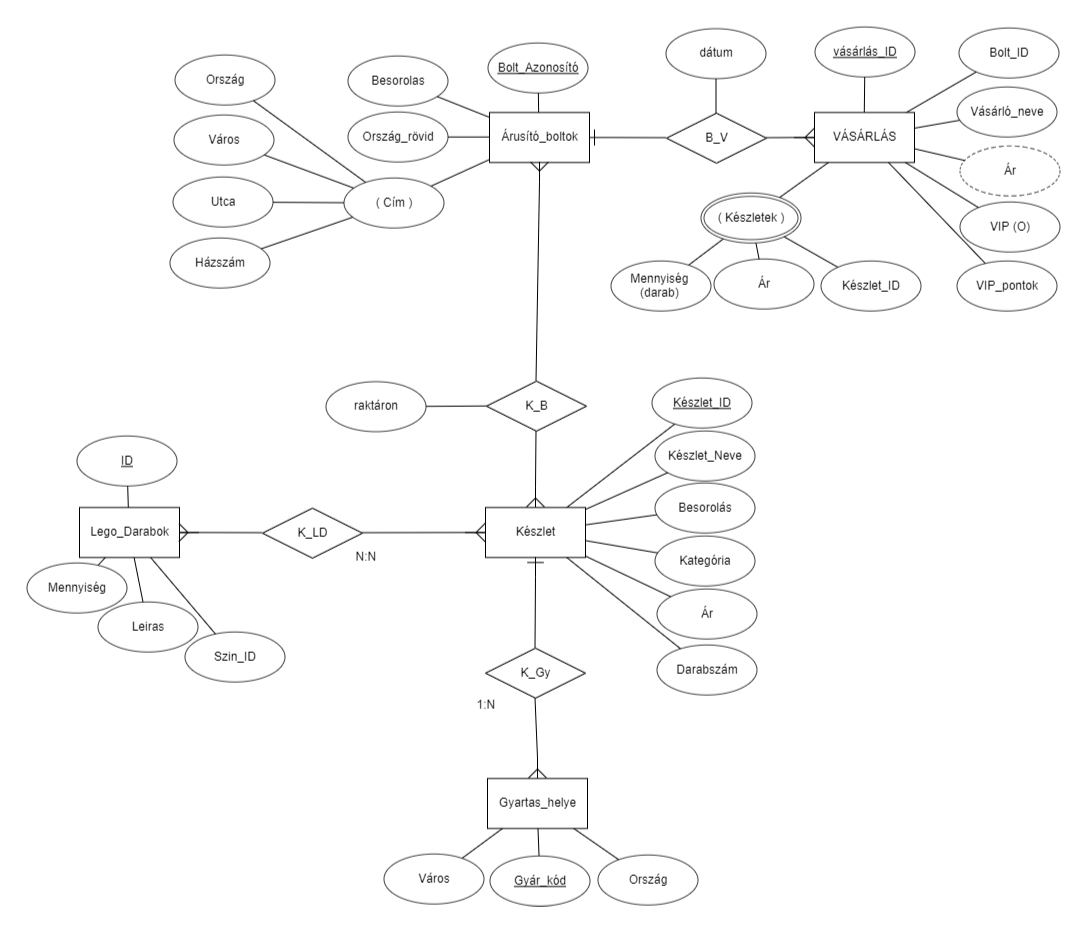 dátum
vásárlás_ID
Bolt_ID
Ország
Besorolas
Bolt_Azonosító
Vásárló_neve
Város
Ország_rövid
Árusító_boltok
B_V
VÁSÁRLÁS
Ár
Utca
( Cím )
( Készletek )
VIP (O)
Házszám
Mennyiség
(darab)
Ár
Készlet_ID
VIP_pontok
raktáron
K_B
Készlet_ID
Készlet_Neve
ID
Besorolás
Lego_Darabok
K_LD
N:N
Készlet
Kategória
Mennyiség
Leiras
Szin_ID
Ár
Darabszám
K_Gy
1:N
Gyartas_helye
Város
Gyár_kód
Ország